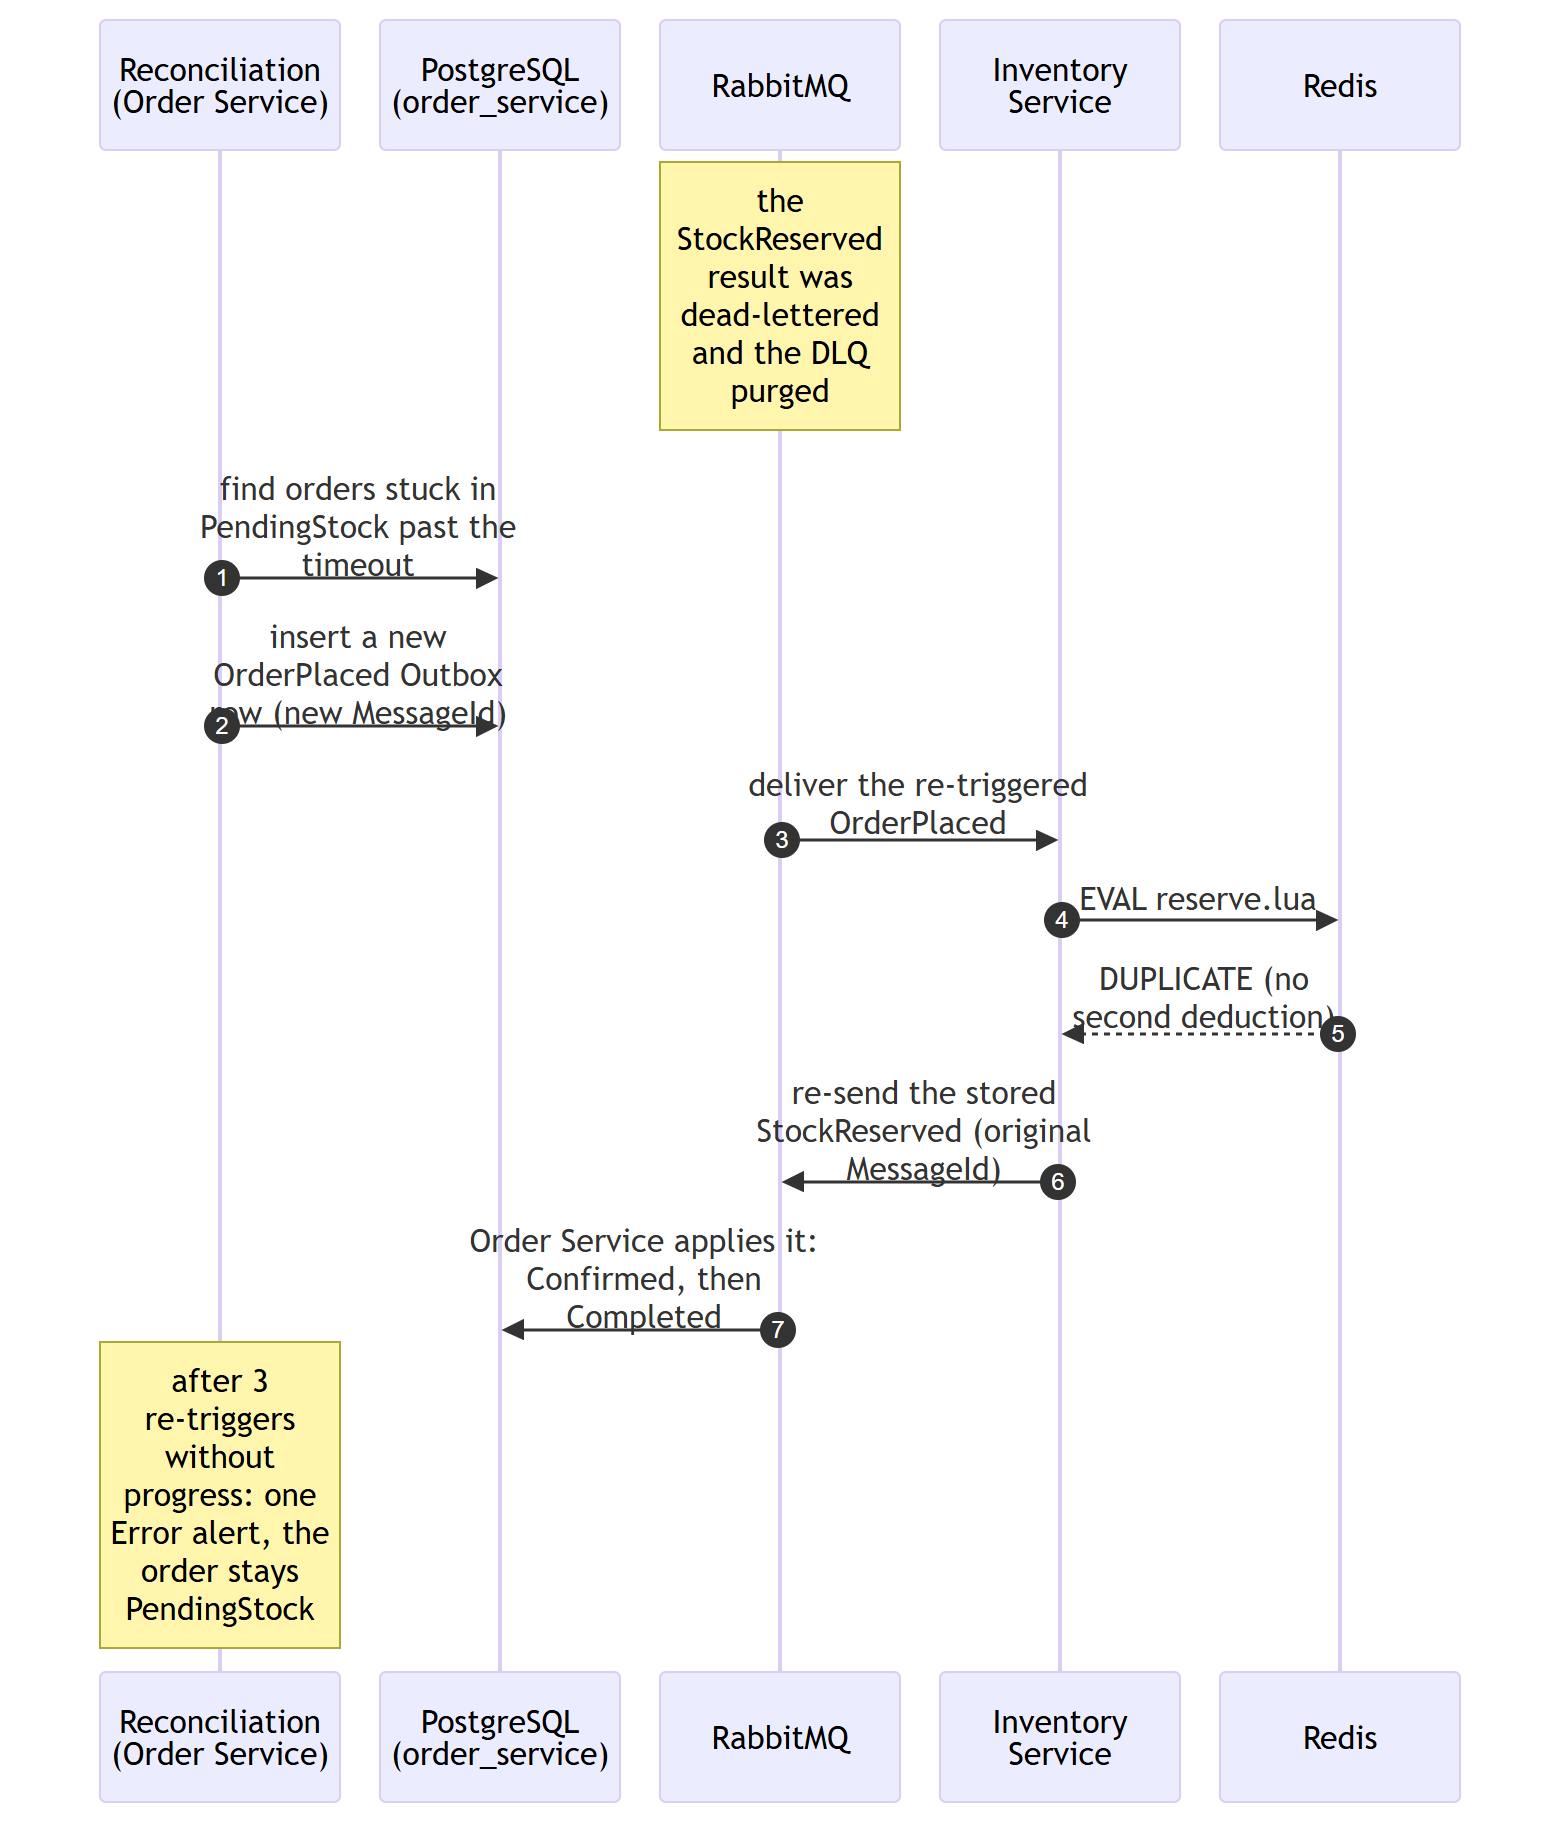 Reconciliation
(Order Service)
PostgreSQL
(order_service)
RabbitMQ
Inventory
Service
Redis
the
StockReserved
result was
dead-lettered
and the DLQ
purged
find orders stuck in
PendingStock past the
timeout
1
insert a new
OrderPlaced Outbox
row (new MessageId)
2
deliver the re-triggered
OrderPlaced
3
EVAL reserve.lua
4
DUPLICATE (no
second deduction)
5
re-send the stored
StockReserved (original
MessageId)
6
Order Service applies it:
Confirmed, then
Completed
7
after 3
re-triggers
without
progress: one
Error alert, the
order stays
PendingStock
Reconciliation
(Order Service)
PostgreSQL
(order_service)
RabbitMQ
Inventory
Service
Redis